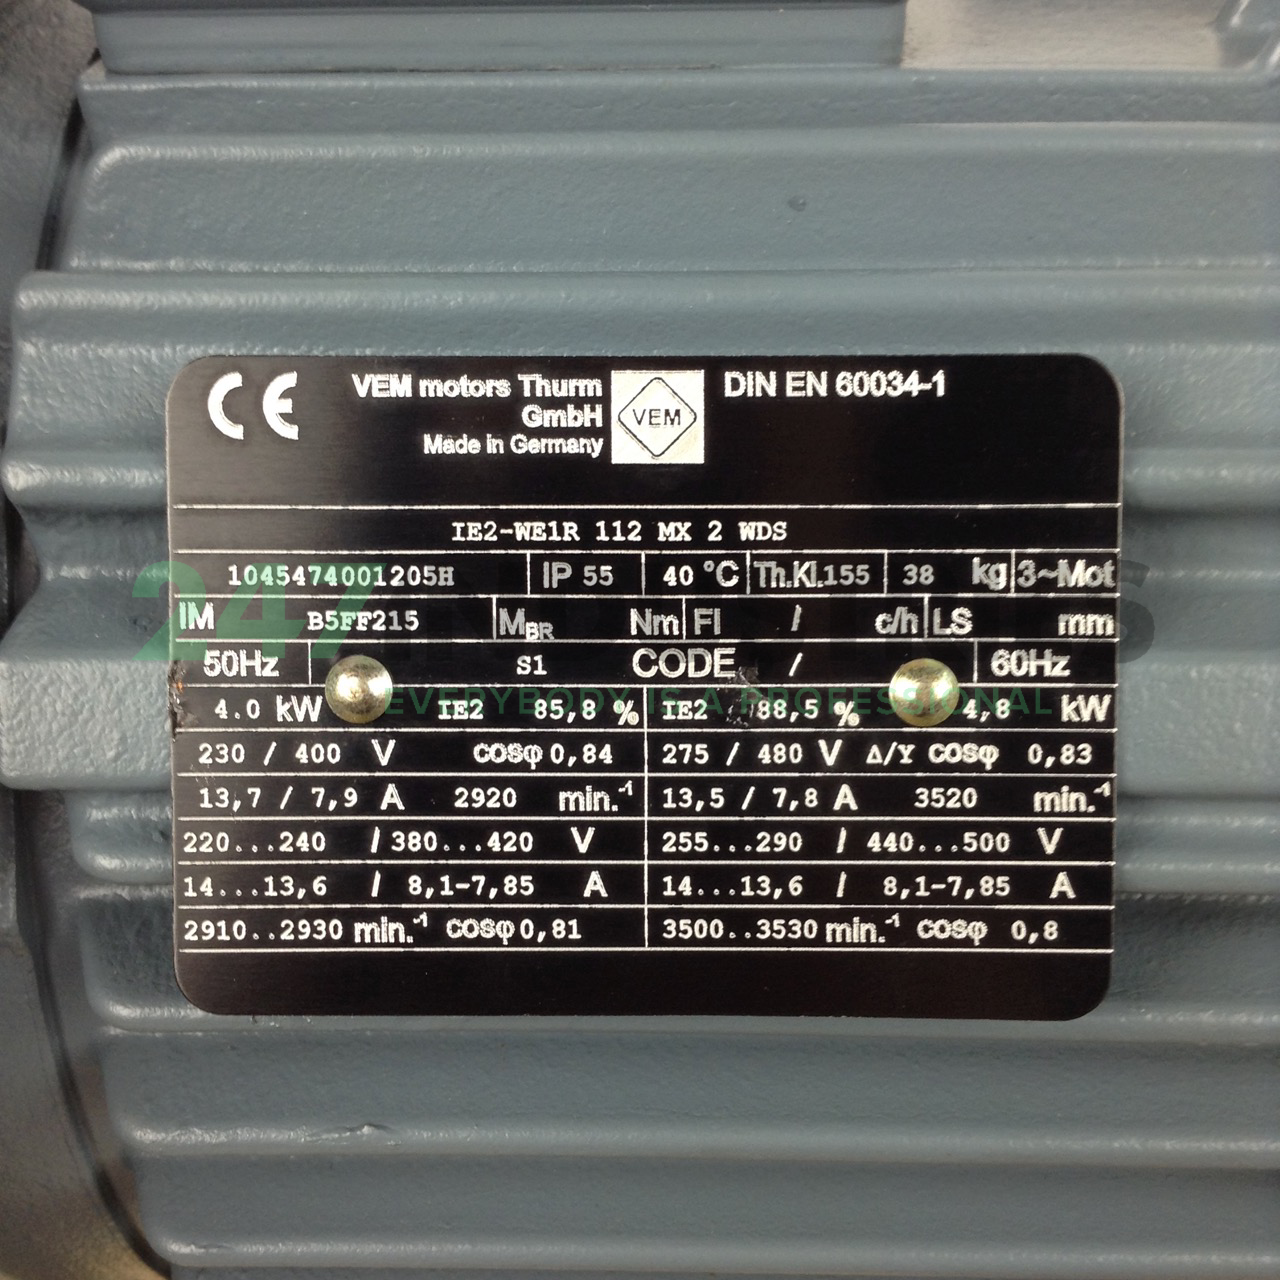 CE VEM motors Thurm GmbH Made in Germany VEM DIN EN 60034-1
IE2-WE1R 112 MX 2 WDS
1045474001205H IP 55 40 °C Th.Kl.155 38 kg 3~Mot
IM B5FF215 MBR Nm FI / c/h LS mm
50Hz S1 CODE / 60Hz
4.0 kW IE2 85,8 % IE2 88,5 % 4,8 kW
230 / 400 V cosφ 0,84 275 / 480 V Δ/Y cosφ 0,83
13,7 / 7,9 A 2920 min.-1 13,5 / 7,8 A 3520 min.-1
220...240 / 380...420 V 255...290 / 440...500 V
14...13,6 / 8,1-7,85 A 14...13,6 / 8,1-7,85 A
2910..2930 min.-1 cosφ 0,81 3500..3530 min.-1 cosφ 0,8
247
EVERYBODY IS A PROFESSIONAL